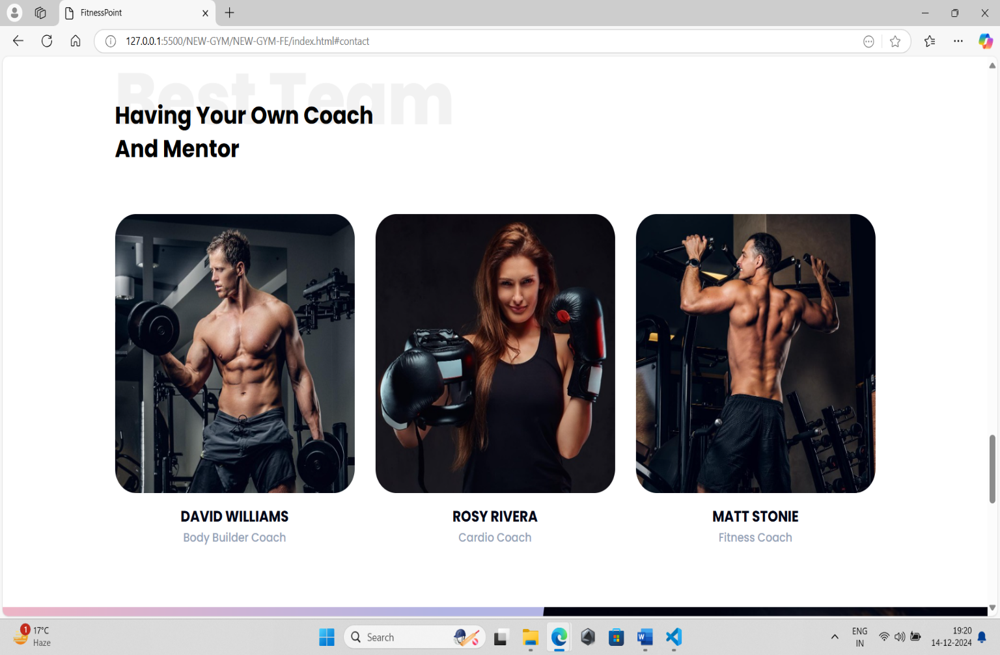 FitnessPoint
127.0.0.1:5500/NEW-GYM/NEW-GYM-FE/index.html#contact
Best Team
Having Your Own Coach
And Mentor
DAVID WILLIAMS
Body Builder Coach
ROSY RIVERA
Cardio Coach
MATT STONIE
Fitness Coach
1
17°C
Haze
Search
ENG
IN
19:20
14-12-2024